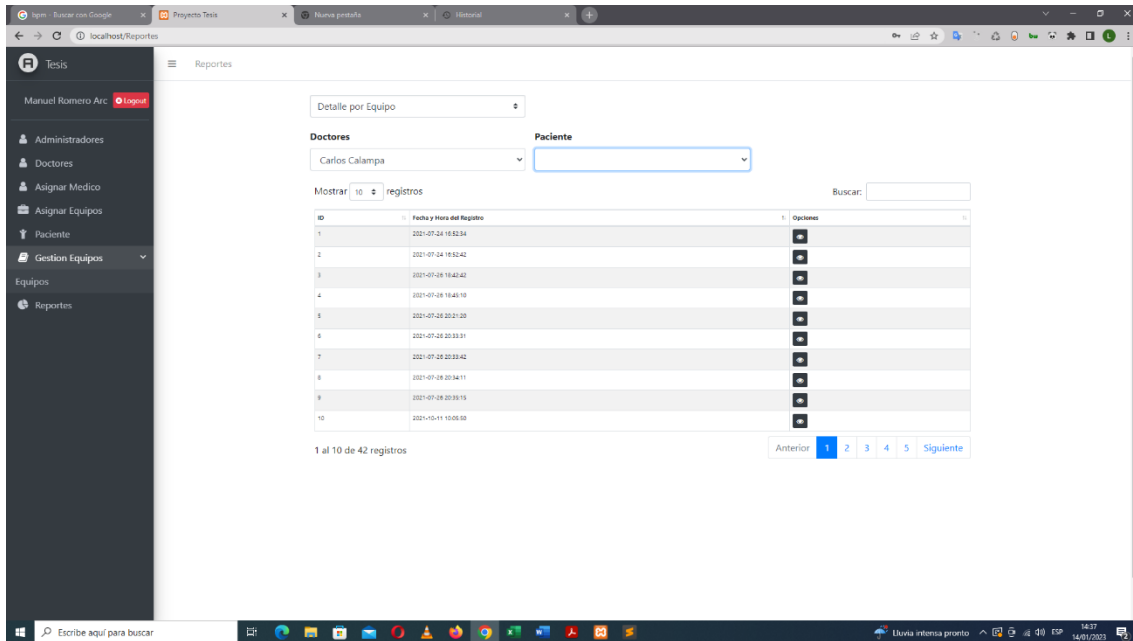 bpm - Buscar con Google
Proyecto Tesis
Nueva pestaña
Historial
localhost/Reportes
Tesis
Reportes
Manuel Romero Arc Logout
Administradores
Doctores
Asignar Medico
Asignar Equipos
Paciente
Gestion Equipos
Equipos
Reportes
Detalle por Equipo
Doctores Paciente
Carlos Calampa
Mostrar 10 registros Buscar:
ID Fecha y Hora del Registro Opciones
1 2021-07-24 16:52:34
2 2021-07-24 16:52:42
3 2021-07-26 18:42:42
4 2021-07-26 18:45:10
5 2021-07-26 20:21:20
6 2021-07-26 20:33:31
7 2021-07-26 20:33:42
8 2021-07-26 20:34:11
9 2021-07-26 20:35:15
10 2021-10-11 10:05:50
1 al 10 de 42 registros Anterior 1 2 3 4 5 Siguiente
Escribe aquí para buscar
Lluvia intensa pronto ESP 14:37
14/01/2023